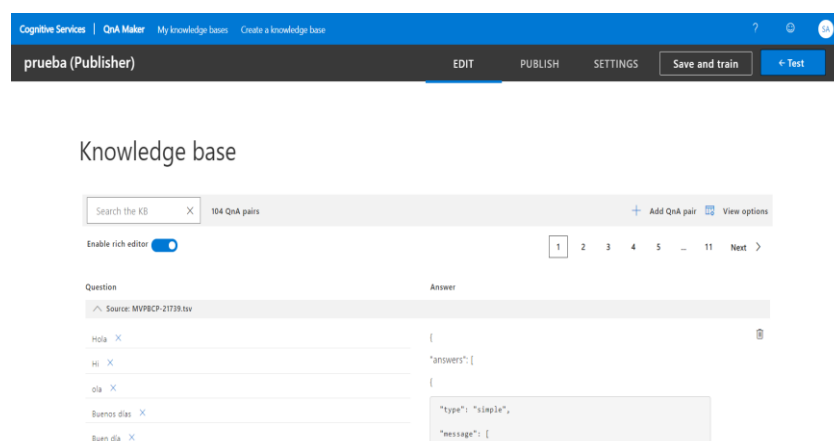 Cognitive Services | QnA Maker My knowledge bases Create a knowledge base ? SA
prueba (Publisher) EDIT PUBLISH SETTINGS Save and train ← Test
Knowledge base
Search the KB X 104 QnA pairs + Add QnA pair View options
Enable rich editor 1 2 3 4 5 ... 11 Next >
Question Answer
Source: MVPBCP-21739.tsv
Hola X {
Hi X "answers": [
ola X {
Buenos días X "type": "simple",
Buen día X "message": [